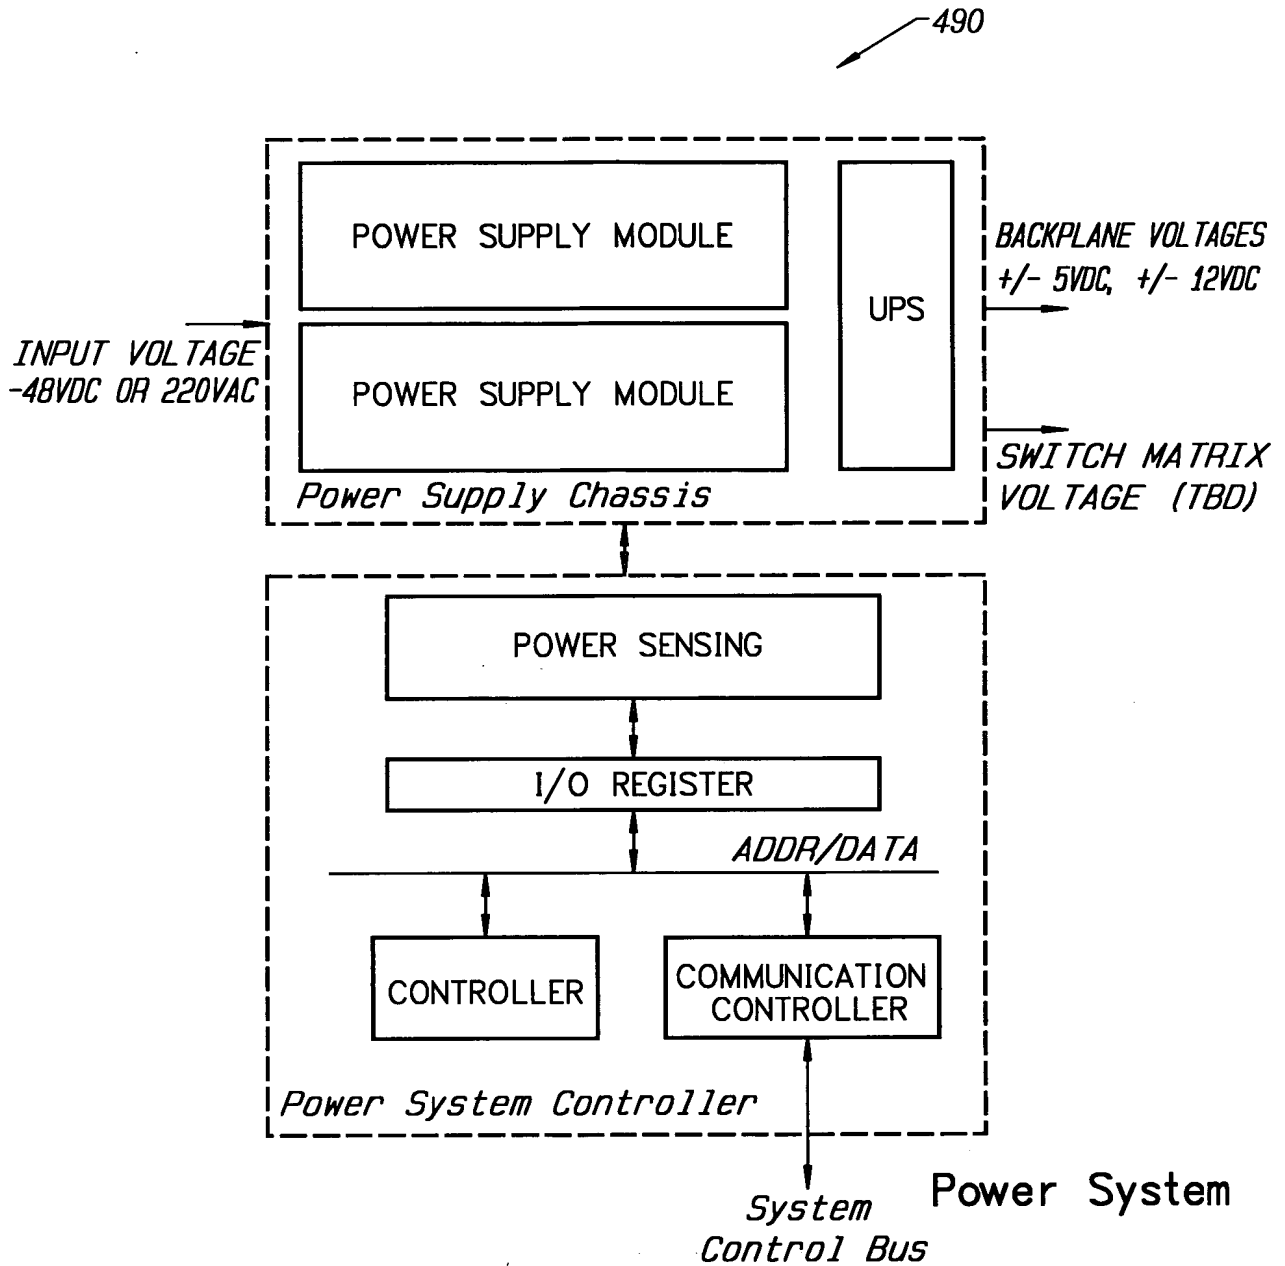 490
POWER SUPPLY MODULE
POWER SUPPLY MODULE
UPS
Power Supply Chassis
INPUT VOLTAGE
-48VDC OR 220VAC
BACKPLANE VOLTAGES
+/- 5VDC, +/- 12VDC
SWITCH MATRIX
VOLTAGE (TBD)
POWER SENSING
I/O REGISTER
ADDR/DATA
CONTROLLER
COMMUNICATION
CONTROLLER
Power System Controller
System
Control Bus
Power System